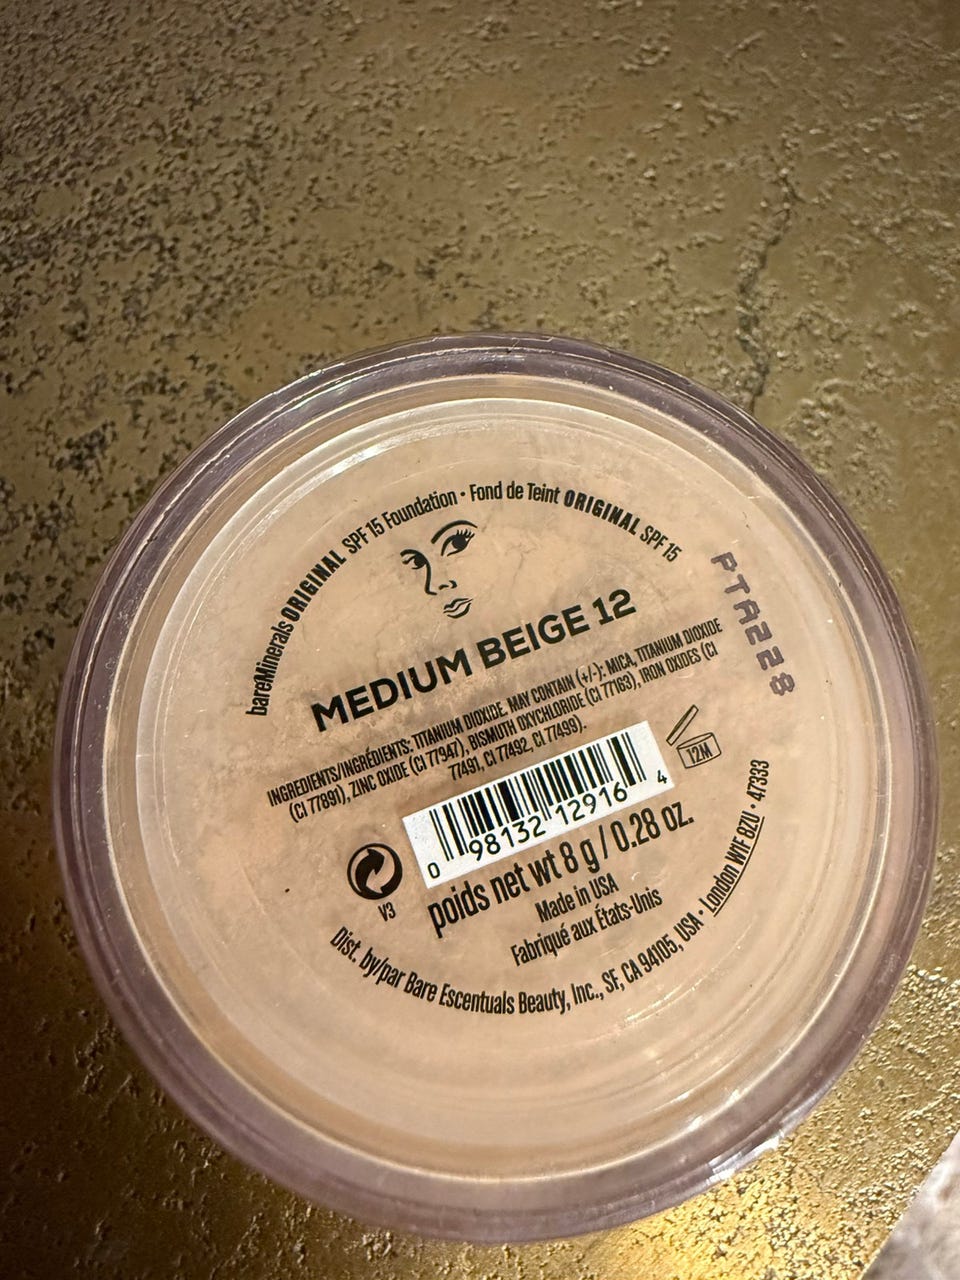 bareMinerals ORIGINAL SPF 15 Foundation • Fond de Teint ORIGINAL SPF 15
MEDIUM BEIGE 12
INGREDIENTS/INGRÉDIENTS: TITANIUM DIOXIDE. MAY CONTAIN (+/-): MICA, TITANIUM DIOXIDE
(CI 77891), ZINC OXIDE (CI 77947), BISMUTH OXYCHLORIDE (CI 77163), IRON OXIDES (CI
77491, CI 77492, CI 77499).
12M
0 98132 12916 4
V3
poids net wt 8 g / 0.28 oz.
Made in USA
Fabriqué aux États-Unis
Dist. by/par Bare Escentuals Beauty, Inc., SF, CA 94105, USA • London W1F 8ZU • 47333